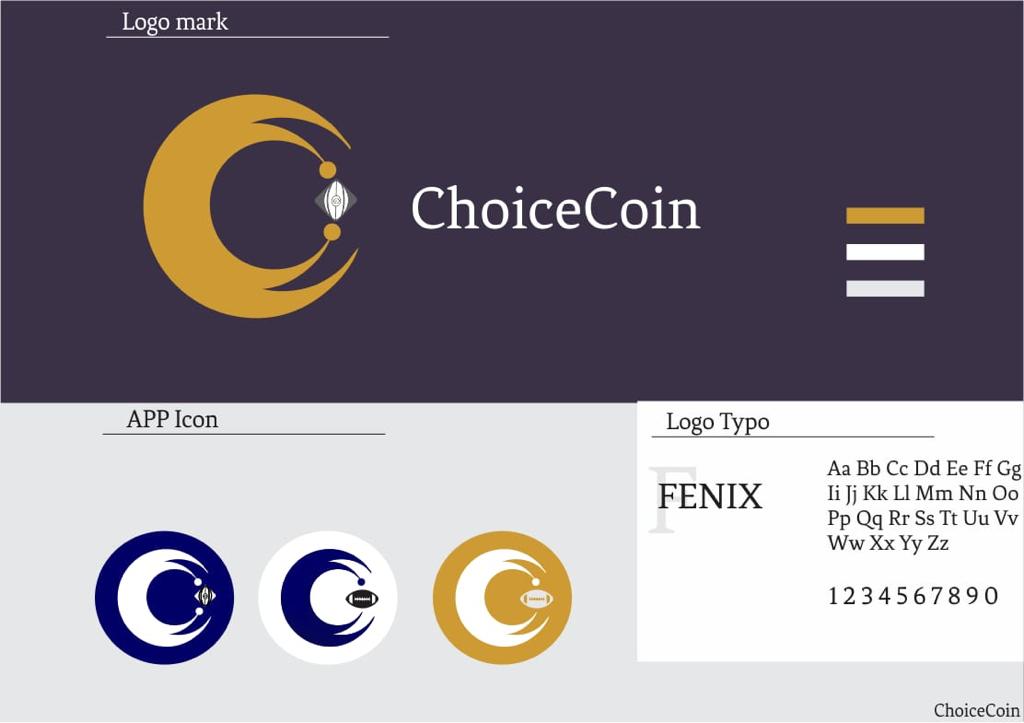 Logo mark
ChoiceCoin
APP Icon
Logo Typo
F
FENIX
Aa Bb Cc Dd Ee Ff Gg
Ii Jj Kk Ll Mm Nn Oo
Pp Qq Rr Ss Tt Uu Vv
Ww Xx Yy Zz
1 2 3 4 5 6 7 8 9 0
ChoiceCoin